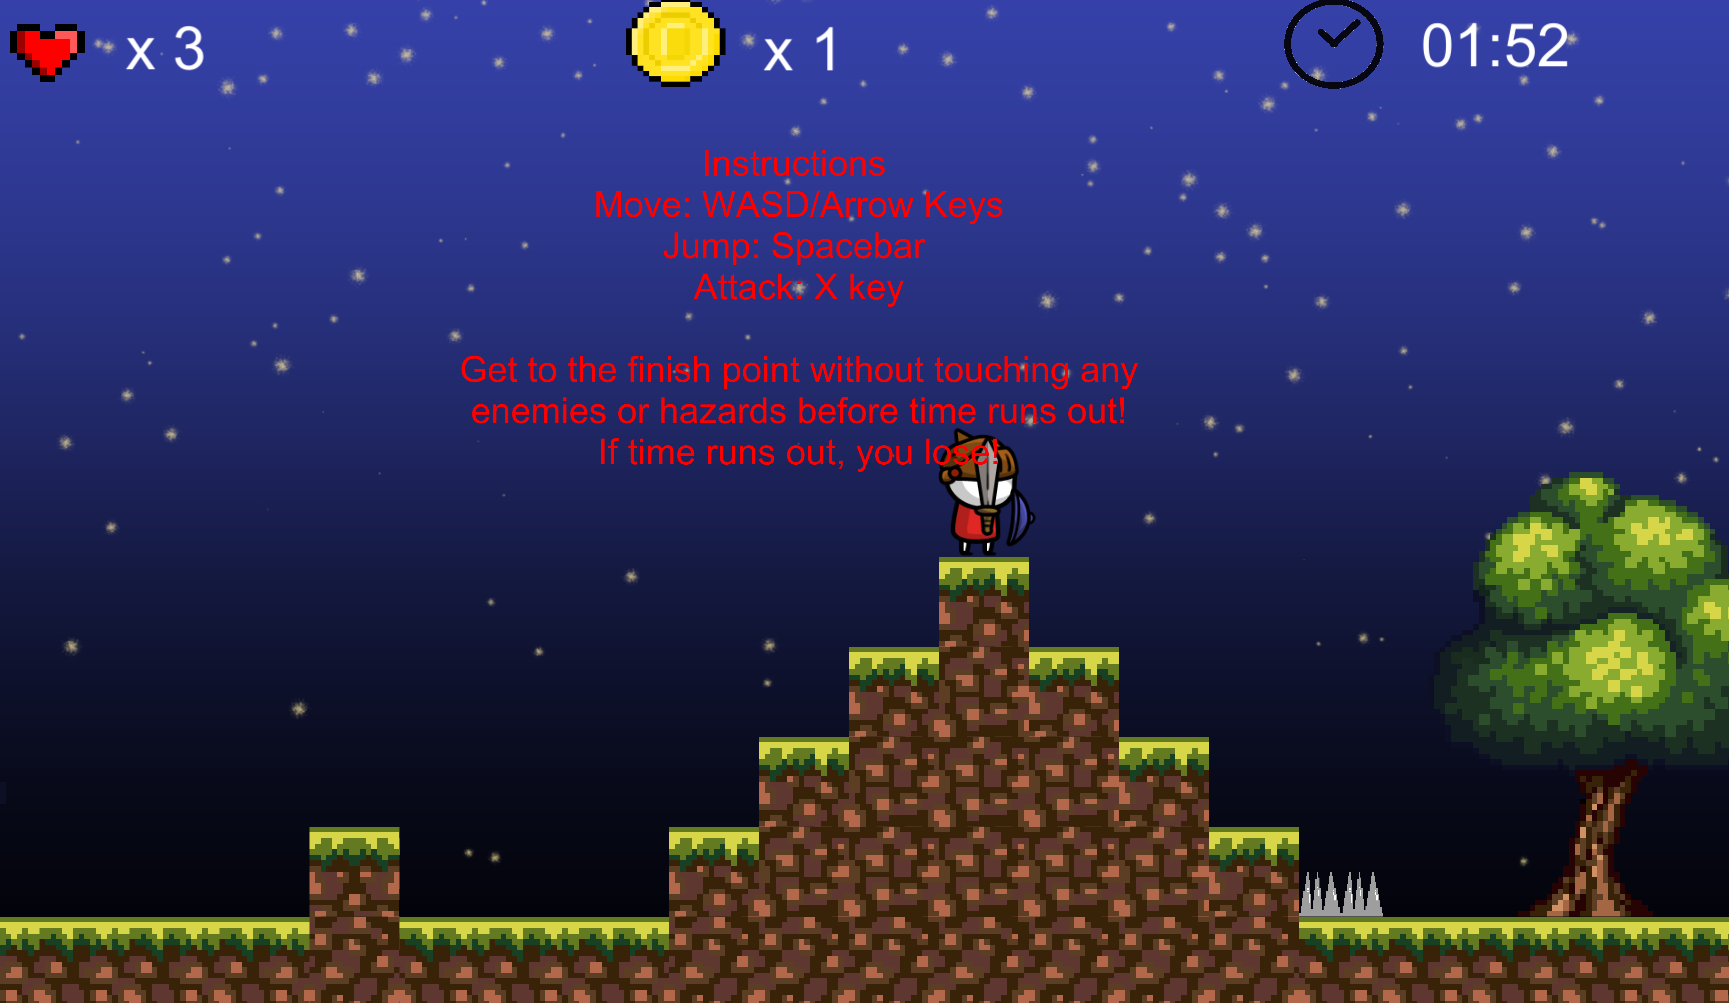 x 3
x 1
01:52
Instructions
Move: WASD/Arrow Keys
Jump: Spacebar
Attack: X key
Get to the finish point without touching any
enemies or hazards before time runs out!
If time runs out, you lose!